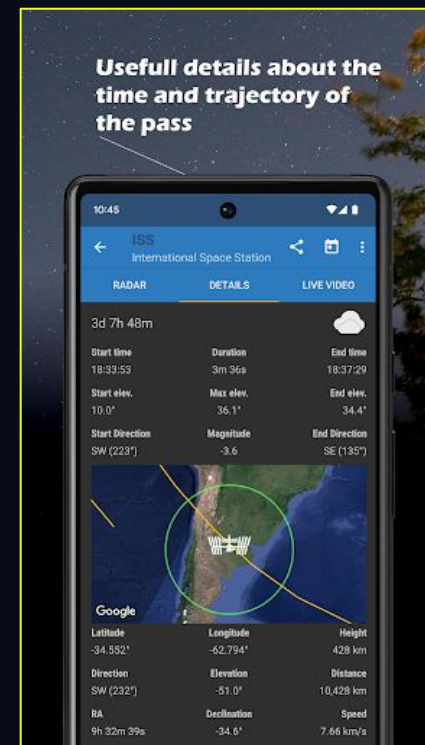 Usefull details about the
time and trajectory of
the pass
10:45
ISS
International Space Station
RADAR DETAILS LIVE VIDEO
3d 7h 48m
Start time Duration End time
18:33:53 3m 36s 18:37:29
Start elev. Max elev. End elev.
10.0° 36.1° 34.4°
Start Direction Magnitude End Direction
SW (223°) -3.6 SE (135°)
Google
Latitude Longitude Height
-34.552° -62.794° 428 km
Direction Elevation Distance
SW (232°) -51.0° 10,428 km
RA Declination Speed
9h 32m 39s -34.6° 7.66 km/s